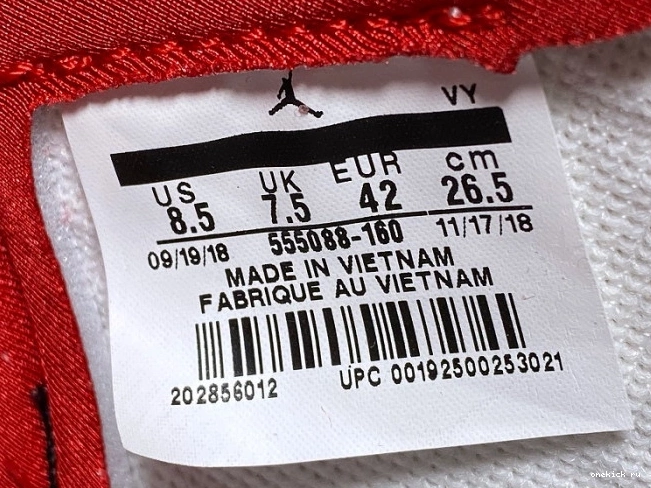 VY
US UK EUR cm
8.5 7.5 42 26.5
09/19/18 555088-160 11/17/18
MADE IN VIETNAM
FABRIQUE AU VIETNAM
202856012 UPC 00192500253021
onekick.ru